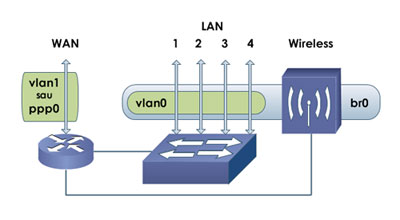 LAN
WAN
1 2 3 4
Wireless
vlan1
sau
ppp0
vlan0
br0